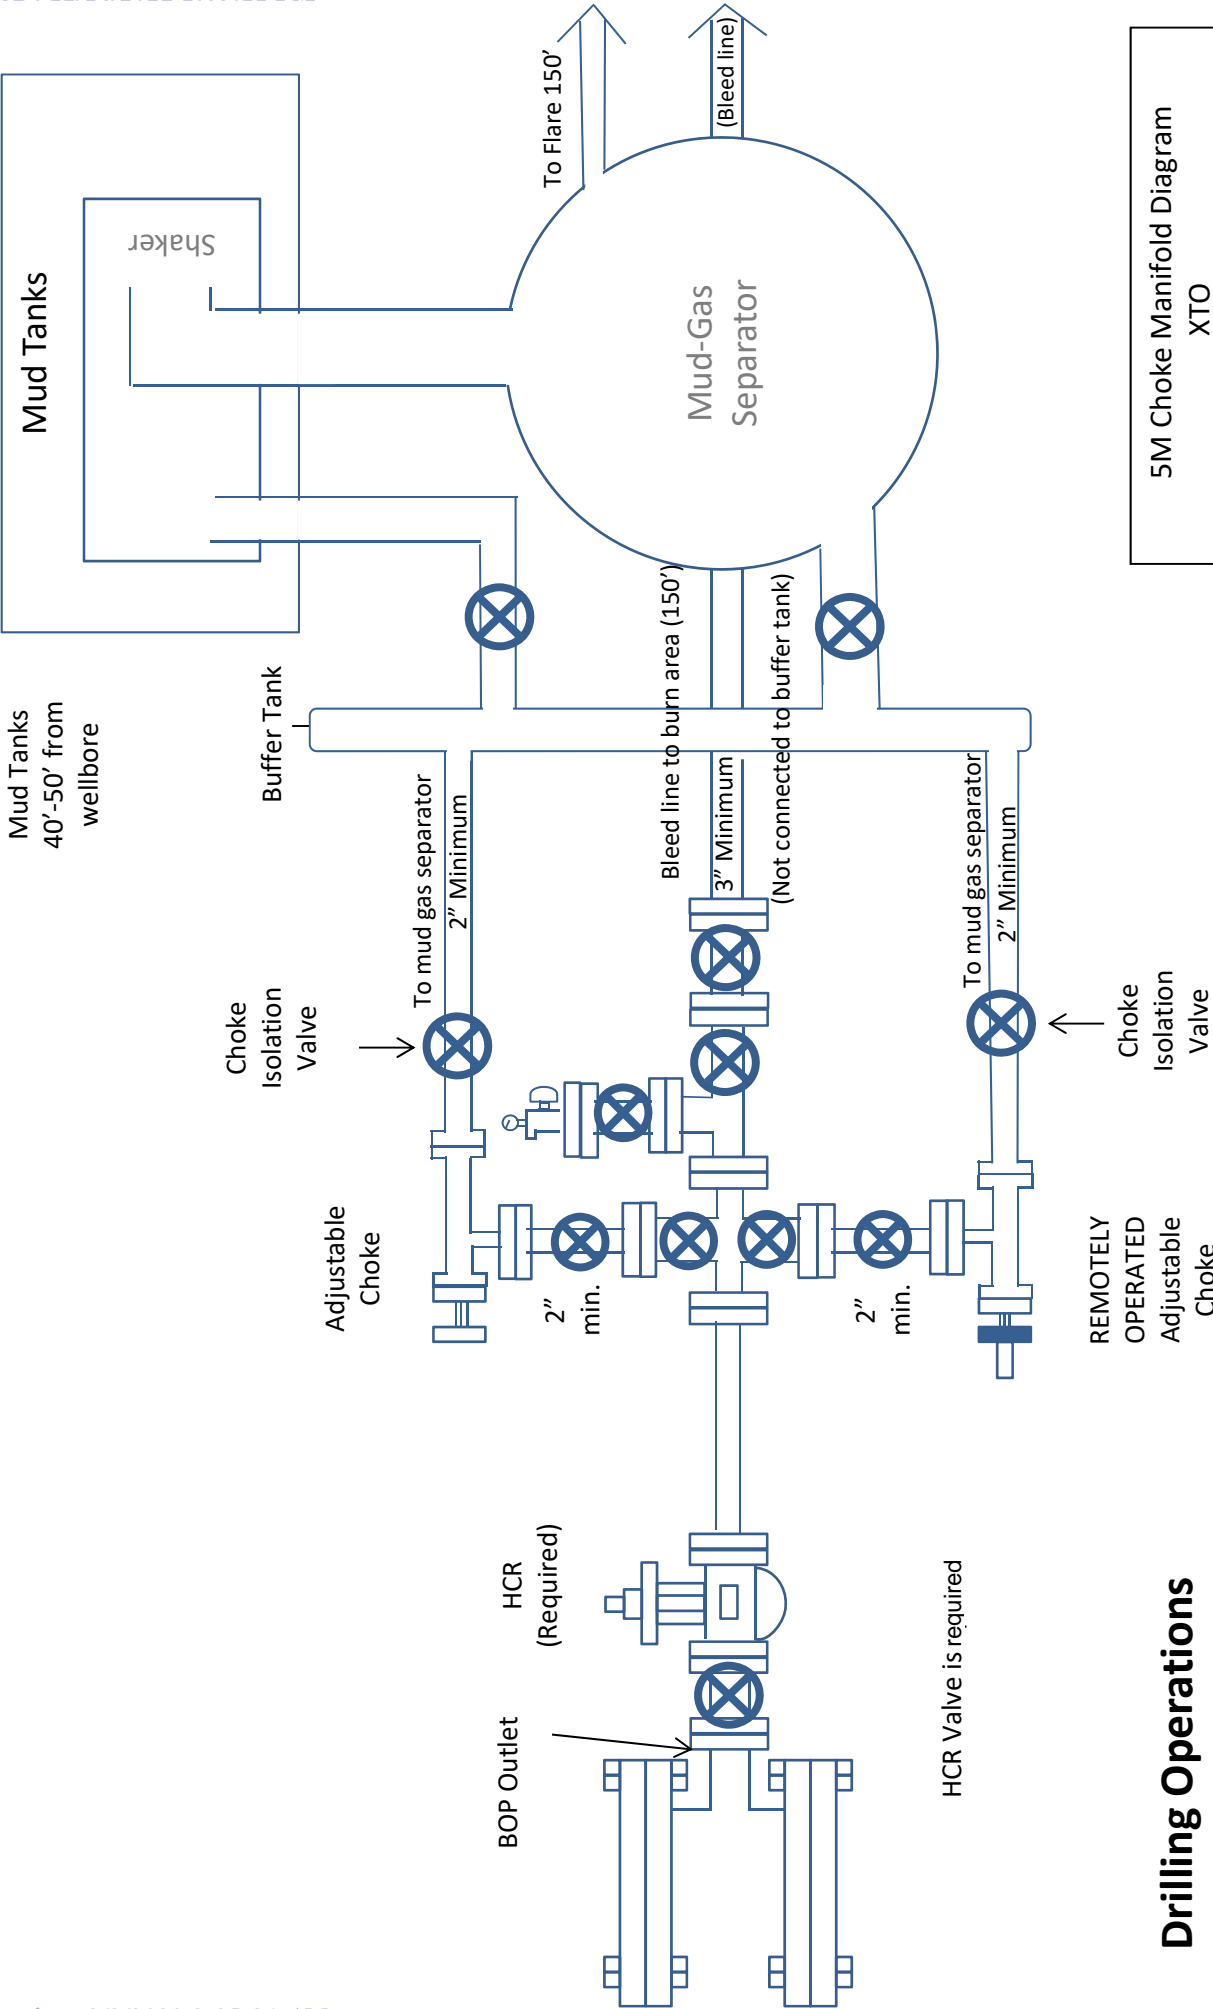 Mud Tanks
Shaker
Mud Tanks
40’-50’ from
wellbore
Buffer Tank
To Flare 150’
(Bleed line)
Mud-Gas
Separator
Bleed line to burn area (150’)
3” Minimum
(Not connected to buffer tank)
To mud gas separator
2” Minimum
To mud gas separator
2” Minimum
Choke
Isolation
Valve
Choke
Isolation
Valve
Adjustable
Choke
2”
min.
2”
min.
REMOTELY
OPERATED
Adjustable
Choke
HCR
(Required)
BOP Outlet
HCR Valve is required
Drilling Operations
5M Choke Manifold Diagram
XTO